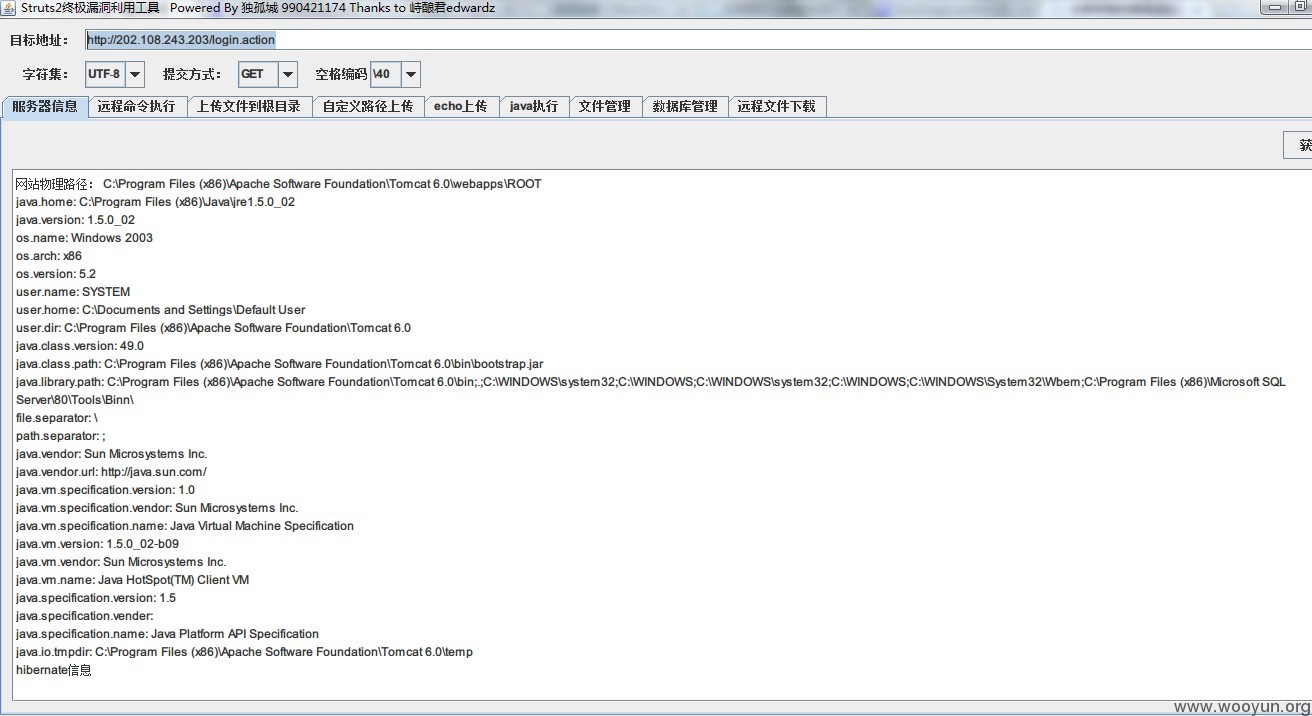 Struts2终极漏洞利用工具 Powered By 独孤城 990421174 Thanks to 峙酿君edwardz
目标地址： http://202.108.243.203/login.action
字符集： UTF-8 提交方式： GET 空格编码 \40
服务器信息 远程命令执行 上传文件到根目录 自定义路径上传 echo上传 java执行 文件管理 数据库管理 远程文件下载
获
网站物理路径： C:\Program Files (x86)\Apache Software Foundation\Tomcat 6.0\webapps\ROOT
java.home: C:\Program Files (x86)\Java\jre1.5.0_02
java.version: 1.5.0_02
os.name: Windows 2003
os.arch: x86
os.version: 5.2
user.name: SYSTEM
user.home: C:\Documents and Settings\Default User
user.dir: C:\Program Files (x86)\Apache Software Foundation\Tomcat 6.0
java.class.version: 49.0
java.class.path: C:\Program Files (x86)\Apache Software Foundation\Tomcat 6.0\bin\bootstrap.jar
java.library.path: C:\Program Files (x86)\Apache Software Foundation\Tomcat 6.0\bin;.;C:\WINDOWS\system32;C:\WINDOWS;C:\WINDOWS\system32;C:\WINDOWS;C:\WINDOWS\System32\Wbem;C:\Program Files (x86)\Microsoft SQL
Server\80\Tools\Binn\
file.separator: \
path.separator: ;
java.vendor: Sun Microsystems Inc.
java.vendor.url: http://java.sun.com/
java.vm.specification.version: 1.0
java.vm.specification.vendor: Sun Microsystems Inc.
java.vm.specification.name: Java Virtual Machine Specification
java.vm.version: 1.5.0_02-b09
java.vm.vendor: Sun Microsystems Inc.
java.vm.name: Java HotSpot(TM) Client VM
java.specification.version: 1.5
java.specification.vender:
java.specification.name: Java Platform API Specification
java.io.tmpdir: C:\Program Files (x86)\Apache Software Foundation\Tomcat 6.0\temp
hibernate信息
www.wooyun.org